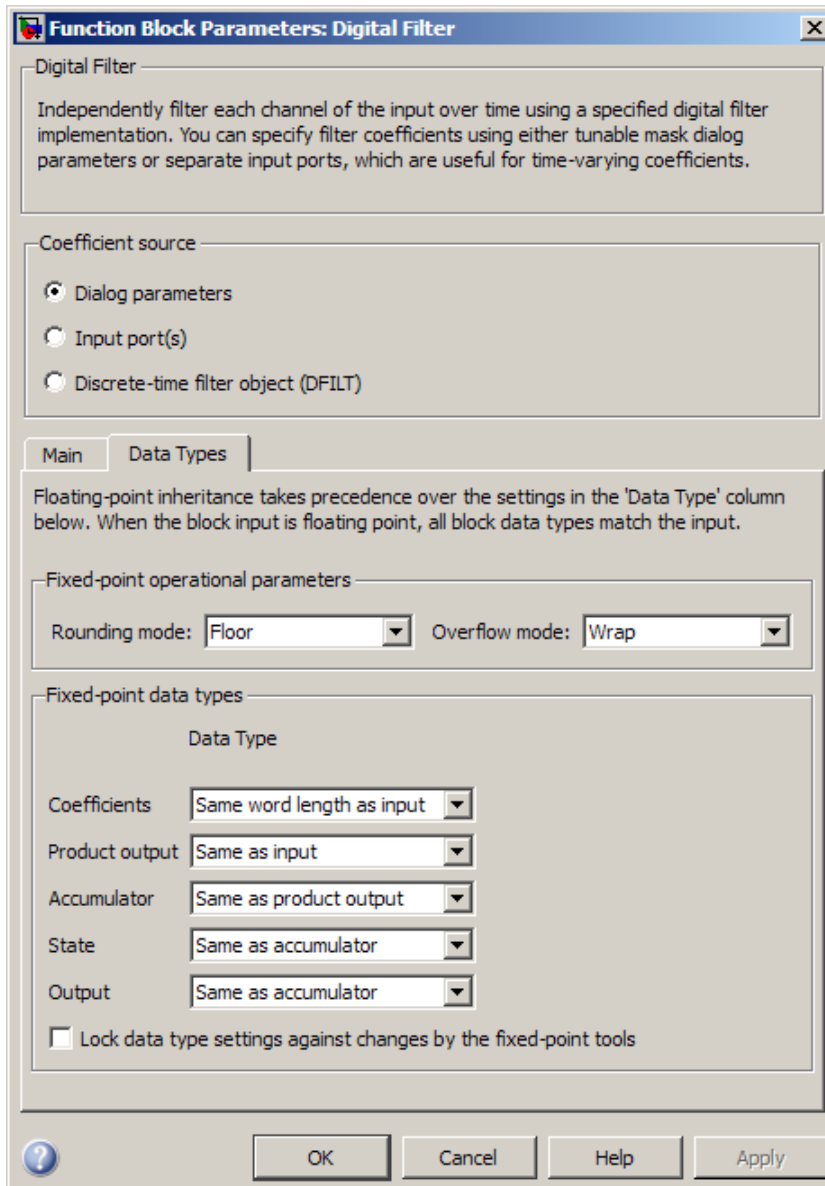 Function Block Parameters: Digital Filter
Digital Filter
Independently filter each channel of the input over time using a specified digital filter
implementation. You can specify filter coefficients using either tunable mask dialog
parameters or separate input ports, which are useful for time-varying coefficients.
Coefficient source
Dialog parameters
Input port(s)
Discrete-time filter object (DFILT)
Main Data Types
Floating-point inheritance takes precedence over the settings in the 'Data Type' column
below. When the block input is floating point, all block data types match the input.
Fixed-point operational parameters
Rounding mode: Floor Overflow mode: Wrap
Fixed-point data types
Data Type
Coefficients Same word length as input
Product output Same as input
Accumulator Same as product output
State Same as accumulator
Output Same as accumulator
Lock data type settings against changes by the fixed-point tools
? OK Cancel Help Apply